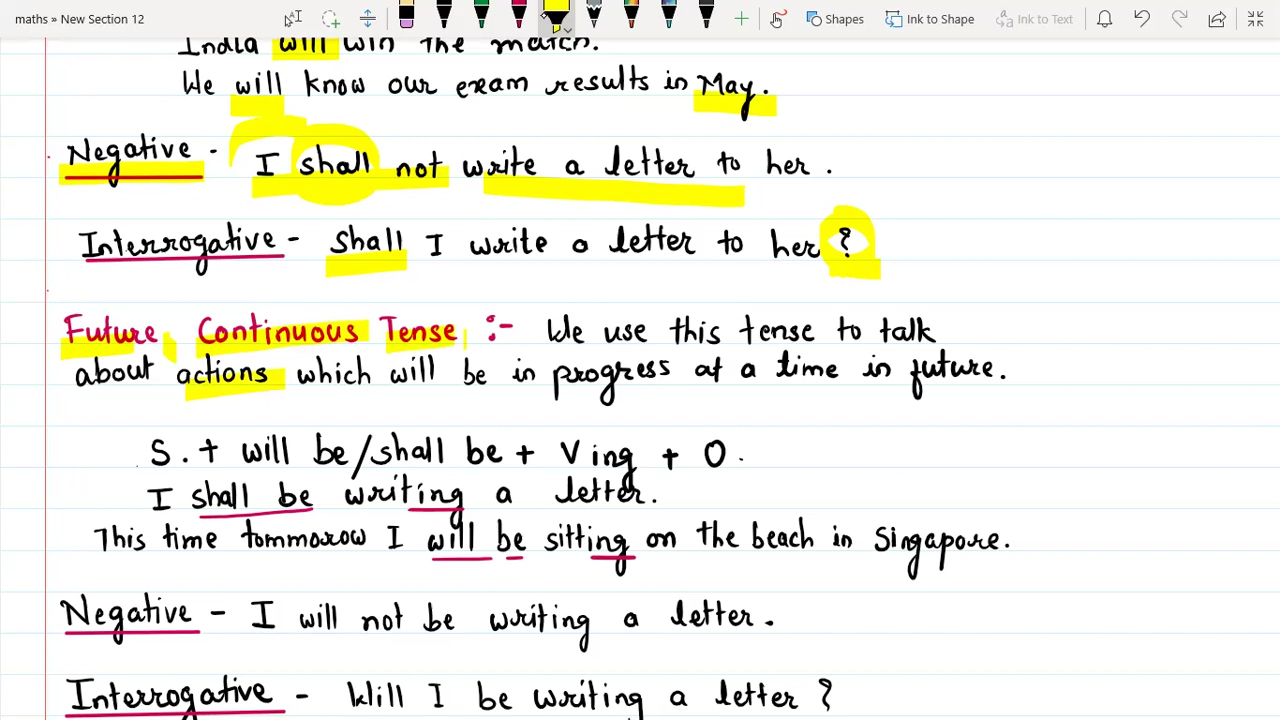 maths » New Section 12
Shapes
Ink to Shape
Ink to Text
India will win the match.
We will know our exam results in May.
Negative - I shall not write a letter to her.
Interrogative - Shall I write a letter to her?
Future Continuous Tense :- We use this tense to talk
about actions which will be in progress at a time in future.
S. + will be/shall be + V ing + O.
I shall be writing a letter.
This time tommorow I will be sitting on the beach in Singapore.
Negative - I will not be writing a letter.
Interrogative - Will I be writing a letter?